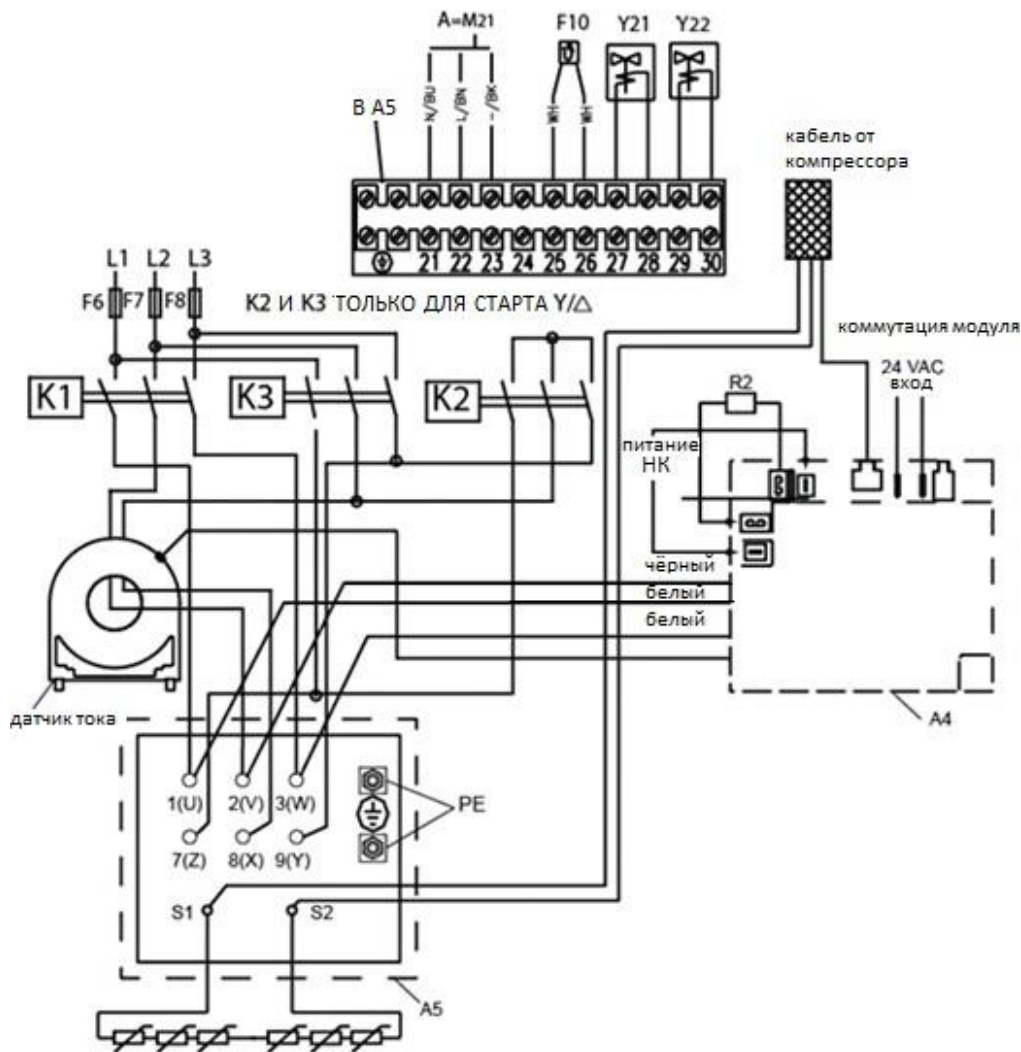 A=M21
F10
Y21
Y22
B A5
N/BU
L/BN
-/BK
WH
WH
кабель от
компрессора
21 22 23 24 25 26 27 28 29 30
L1
L2
L3
F6
F7
F8
K2 И K3 ТОЛЬКО ДЛЯ СТАРТА Y/△
коммутация модуля
24 VAC
вход
K1
K3
K2
R2
питание
НК
чёрный
белый
белый
датчик тока
A4
1(U)
2(V)
3(W)
PE
7(Z)
8(X)
9(Y)
S1
S2
A5